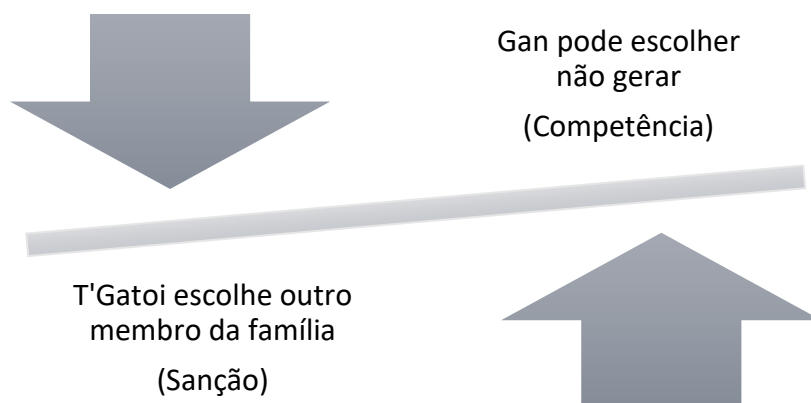 Gan pode escolher
não gerar
(Competência)
T'Gatoi escolhe outro
membro da família
(Sanção)